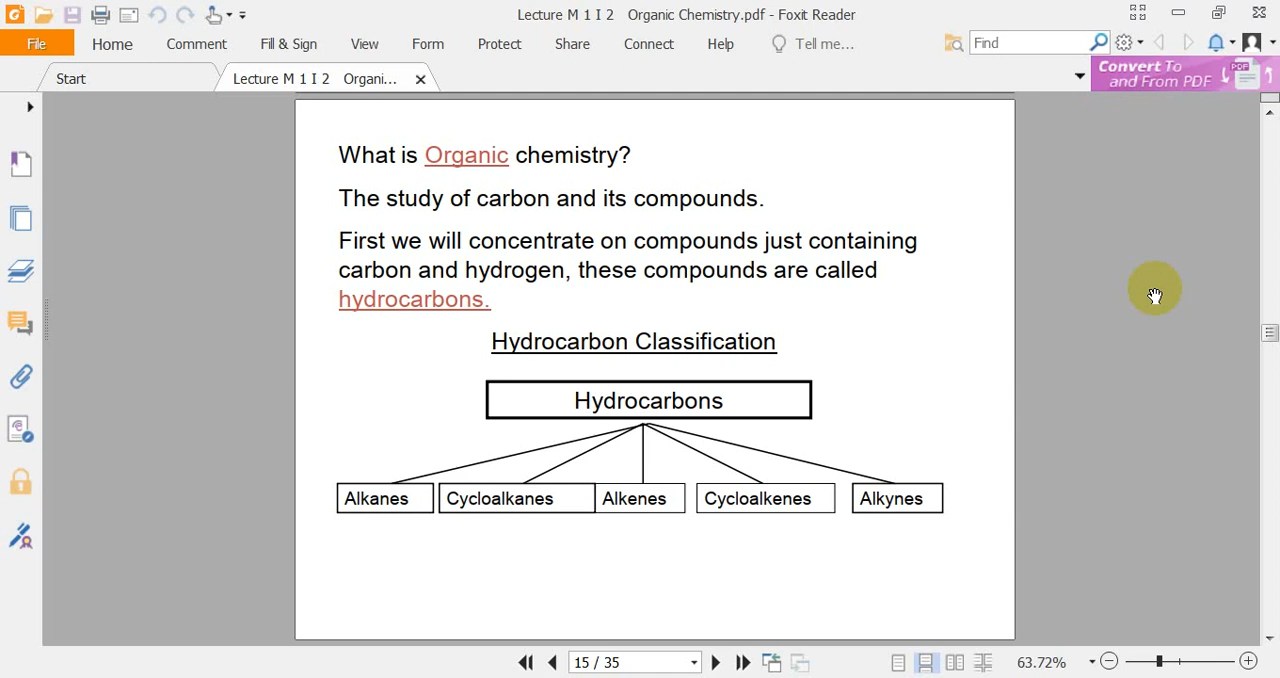 Lecture M 1 I 2 Organic Chemistry.pdf - Foxit Reader
File Home Comment Fill & Sign View Form Protect Share Connect Help Tell me... Find
Start Lecture M 1 I 2 Organi... Convert To
and From PDF
PDF
What is Organic chemistry?
The study of carbon and its compounds.
First we will concentrate on compounds just containing
carbon and hydrogen, these compounds are called
hydrocarbons.
Hydrocarbon Classification
Hydrocarbons
Alkanes Cycloalkanes Alkenes Cycloalkenes Alkynes
15 / 35 63.72%